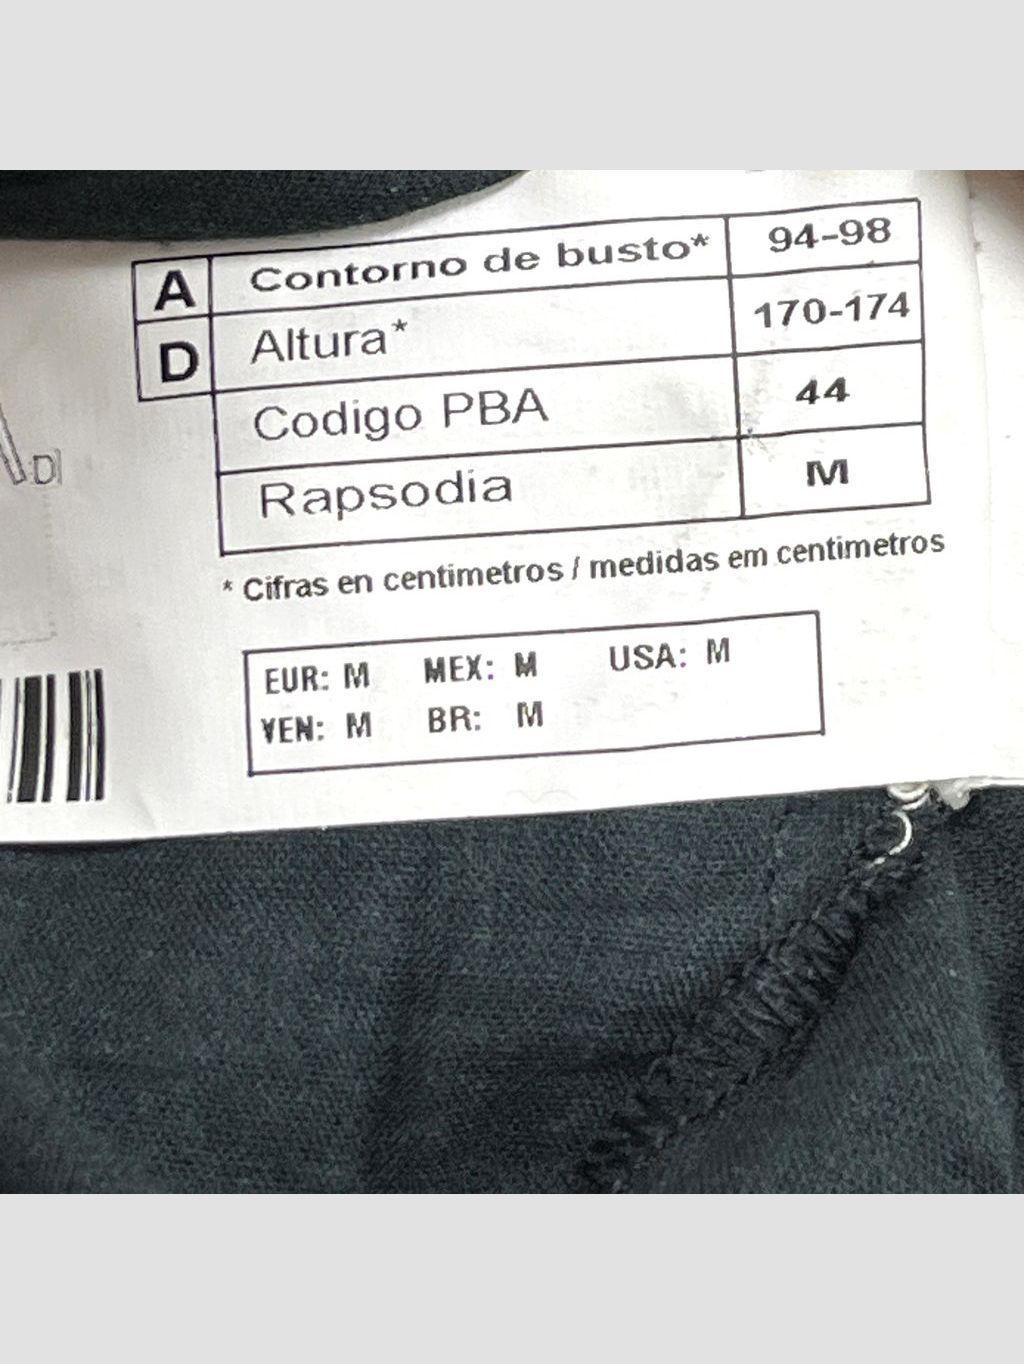 A Contorno de busto* 94-98
D Altura* 170-174
Codigo PBA 44
Rapsodia M
* Cifras en centimetros / medidas em centimetros
EUR: M MEX: M USA: M
VEN: M BR: M